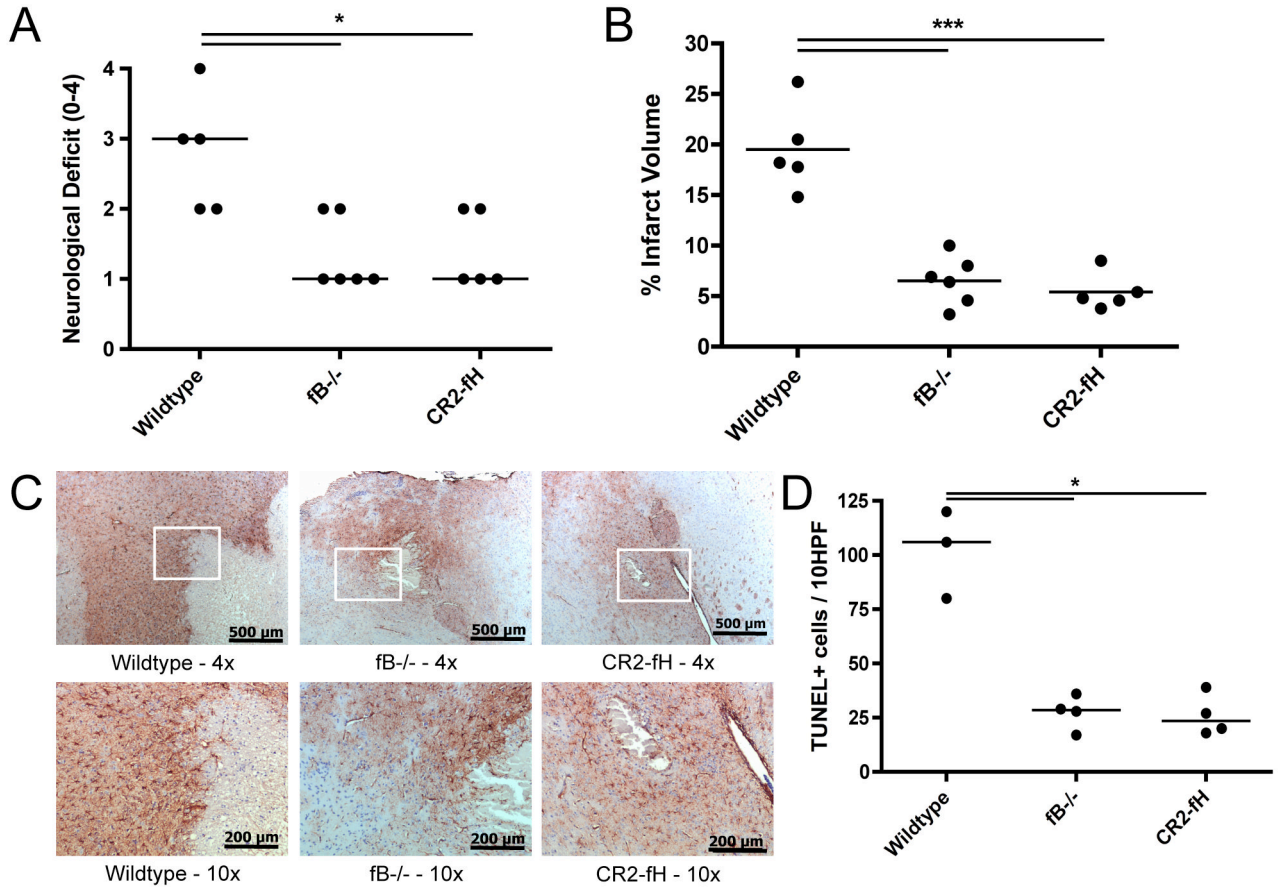 A
*
Neurological Deficit (0-4)
4
3
2
1
0
Wildtype
fB-/-
CR2-fH
B
***
% Infarct Volume
30
25
20
15
10
5
0
Wildtype
fB-/-
CR2-fH
C
500 µm
500 µm
500 µm
Wildtype - 4x
fB-/- - 4x
CR2-fH - 4x
200 µm
200 µm
200 µm
Wildtype - 10x
fB-/- - 10x
CR2-fH - 10x
D
*
TUNEL+ cells / 10HPF
125
100
75
50
25
0
Wildtype
fB-/-
CR2-fH